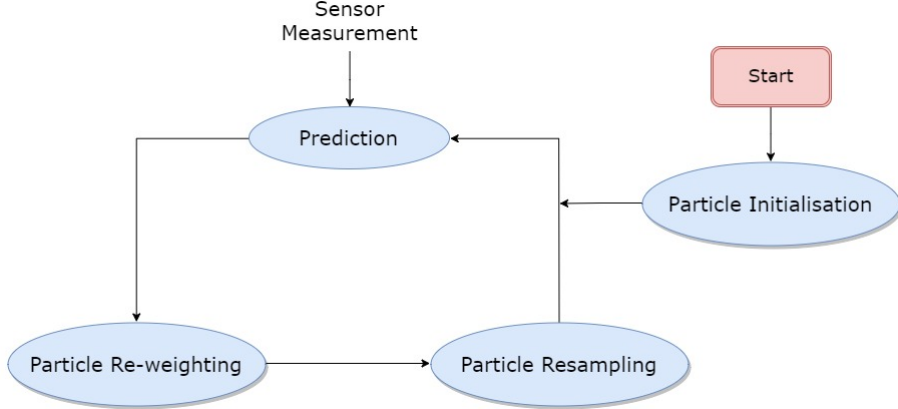 Sensor
Measurement
Start
Prediction
Particle Initialisation
Particle Re-weighting
Particle Resampling